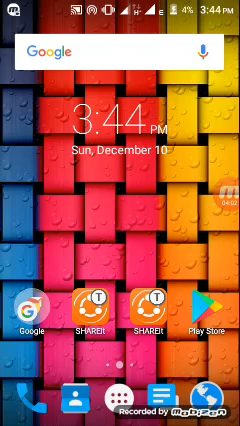 4% 3:44 PM
Google
3:44 PM
Sun, December 10
04:02
Google SHAREit SHAREit Play Store
Recorded by mobizen